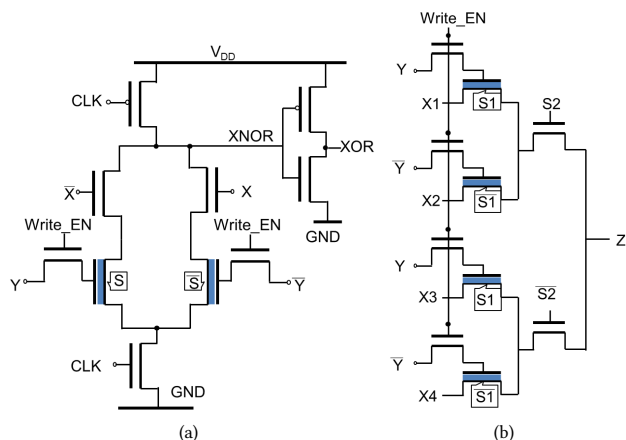 V_DD
CLK
XNOR
XOR
X̅
X
GND
Write_EN
Write_EN
S
S̅
Y
Y̅
CLK
GND
(a)
Write_EN
Y
X1
S1
S2
Y̅
X2
S̅1̅
Z
Y
X3
S1
S̅2̅
Y̅
X4
S̅1̅
(b)